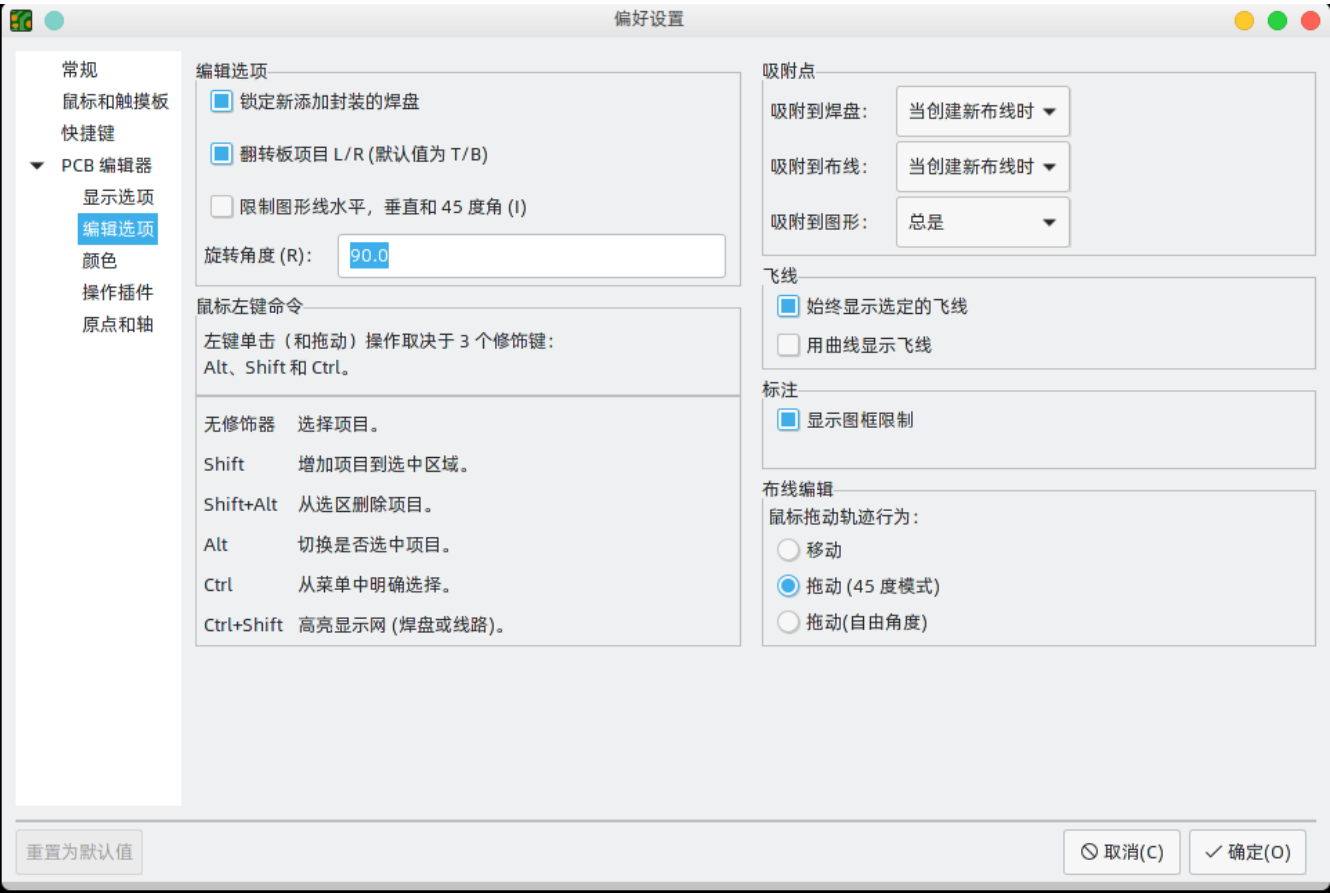 偏好设置
常规
鼠标和触摸板
快捷键
PCB 编辑器
显示选项
编辑选项
颜色
操作插件
原点和轴
编辑选项
锁定新添加封装的焊盘
翻转板项目 L/R (默认值为 T/B)
限制图形线水平，垂直和 45 度角 (I)
旋转角度 (R)：
90.0
鼠标左键命令
左键单击（和拖动）操作取决于 3 个修饰键：
Alt、Shift 和 Ctrl。
无修饰器 选择项目。
Shift 增加项目到选中区域。
Shift+Alt 从选区删除项目。
Alt 切换是否选中项目。
Ctrl 从菜单中明确选择。
Ctrl+Shift 高亮显示网 (焊盘或线路)。
吸附点
吸附到焊盘： 当创建新布线时
吸附到布线： 当创建新布线时
吸附到图形： 总是
飞线
始终显示选定的飞线
用曲线显示飞线
标注
显示图框限制
布线编辑
鼠标拖动轨迹行为：
移动
拖动 (45 度模式)
拖动(自由角度)
重置为默认值
取消(C)
确定(O)